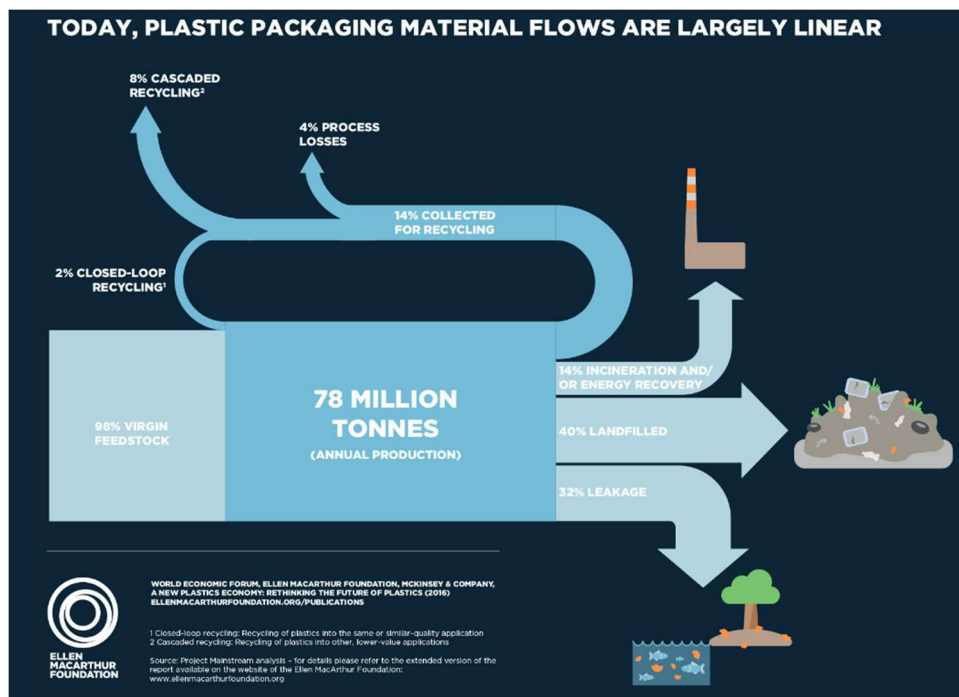 TODAY, PLASTIC PACKAGING MATERIAL FLOWS ARE LARGELY LINEAR
8% CASCADED
RECYCLING²
4% PROCESS
LOSSES
14% COLLECTED
FOR RECYCLING
2% CLOSED-LOOP
RECYCLING¹
98% VIRGIN
FEEDSTOCK
78 MILLION
TONNES
(ANNUAL PRODUCTION)
14% INCINERATION AND/
OR ENERGY RECOVERY
40% LANDFILLED
32% LEAKAGE
ELLEN
MACARTHUR
FOUNDATION
WORLD ECONOMIC FORUM, ELLEN MACARTHUR FOUNDATION, MCKINSEY & COMPANY,
A NEW PLASTICS ECONOMY: RETHINKING THE FUTURE OF PLASTICS (2016)
ELLENMACARTHURFOUNDATION.ORG/PUBLICATIONS
1 Closed-loop recycling: Recycling of plastics into the same or similar-quality application
2 Cascaded recycling: Recycling of plastics into other, lower-value applications
Source: Project Mainstream analysis – for details please refer to the extended version of the
report available on the website of the Ellen MacArthur Foundation:
www.ellenmacarthurfoundation.org